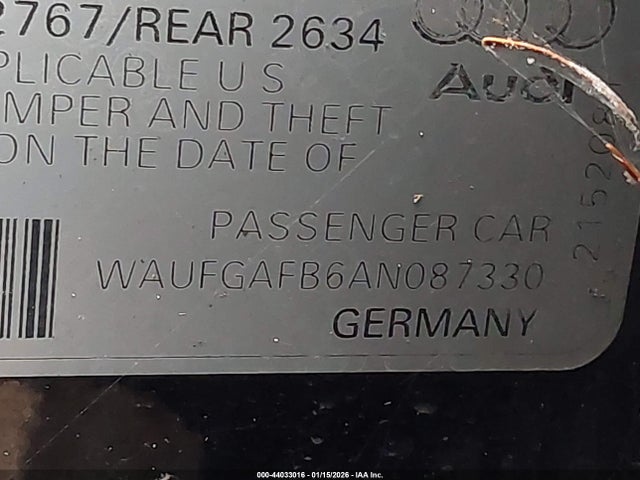 2767/REAR 2634
PLICABLE U S
MPER AND THEFT
ON THE DATE OF
Audi
PASSENGER CAR
WAUFGAFB6AN087330
GERMANY
000-44033016 - 01/15/2026 - IAA Inc.